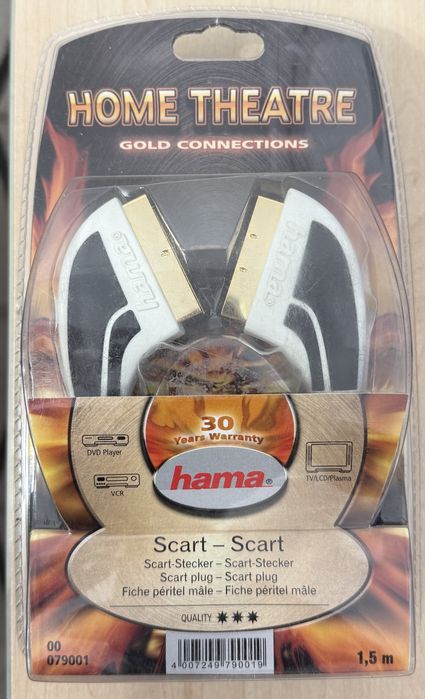 HOME THEATRE
GOLD CONNECTIONS
hama®
hama®
30
Years Warranty
DVD Player
VCR
hama®
TV/LCD/Plasma
Scart – Scart
Scart-Stecker – Scart-Stecker
Scart plug – Scart plug
Fiche péritel mâle – Fiche péritel mâle
QUALITY ✷✷✷
00
079001
4 007249 790019
1,5 m